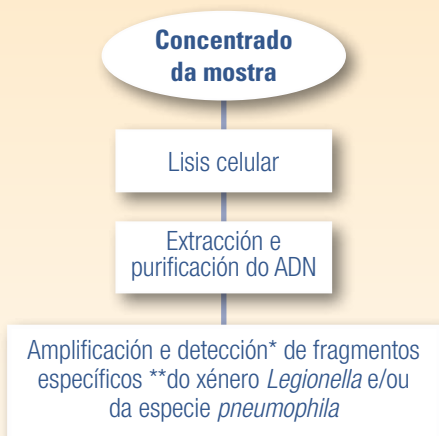 Concentrado
da mostra
Lisis celular
Extracción e
purificación do ADN
Amplificación e detección* de fragmentos
específicos **do xénero Legionella e/ou
da especie pneumophila